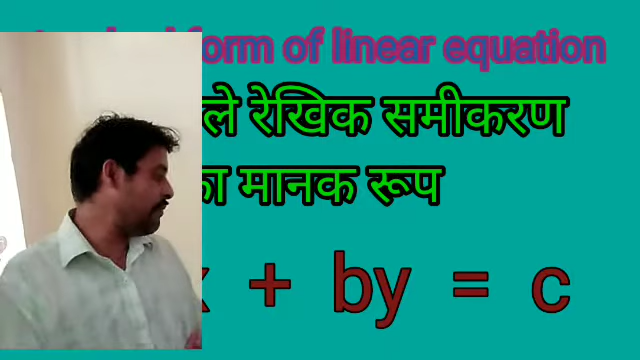 form of linear equation
ले रेखिक समीकरण
का मानक रूप
x + by = c